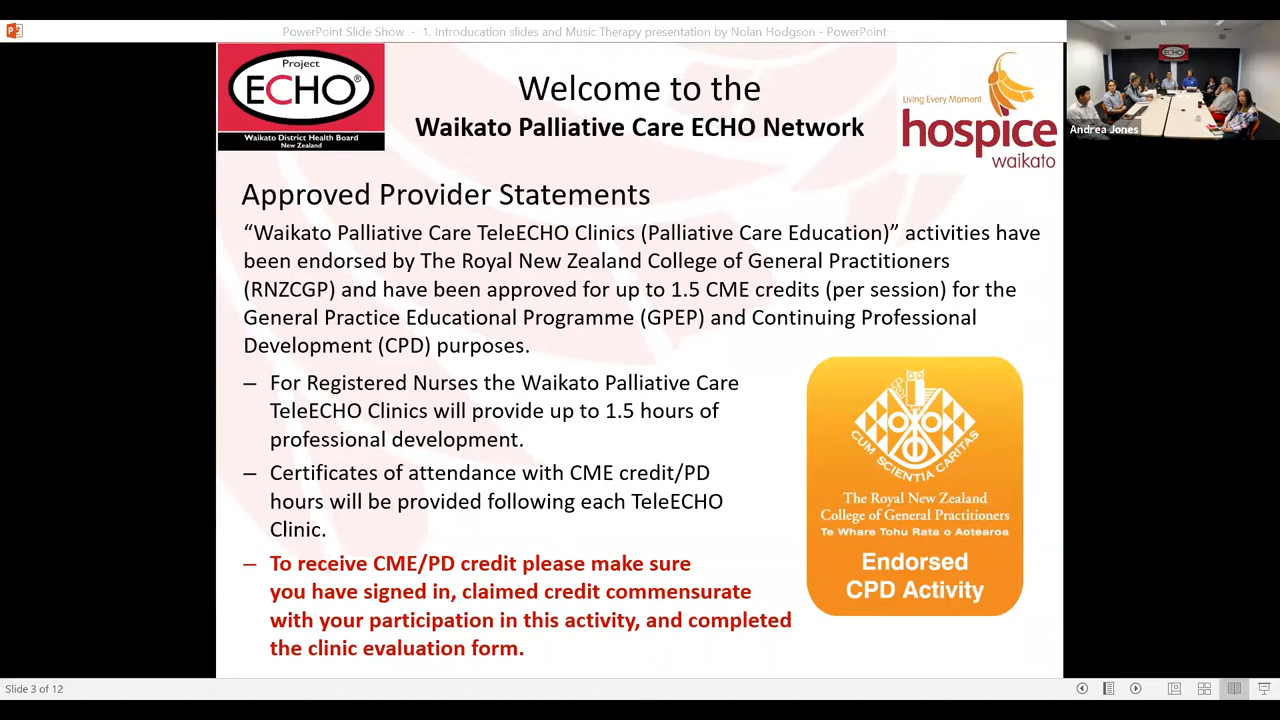 PowerPoint Slide Show - 1. Introducation slides and Music Therapy presentation by Nolan Hodgson - PowerPoint
Project
ECHO®
Waikato District Health Board
New Zealand
Welcome to the
Waikato Palliative Care ECHO Network
Living Every Moment
hospice
waikato
Andrea Jones
Approved Provider Statements
“Waikato Palliative Care TeleECHO Clinics (Palliative Care Education)” activities have
been endorsed by The Royal New Zealand College of General Practitioners
(RNZCGP) and have been approved for up to 1.5 CME credits (per session) for the
General Practice Educational Programme (GPEP) and Continuing Professional
Development (CPD) purposes.
– For Registered Nurses the Waikato Palliative Care
TeleECHO Clinics will provide up to 1.5 hours of
professional development.
– Certificates of attendance with CME credit/PD
hours will be provided following each TeleECHO
Clinic.
– To receive CME/PD credit please make sure
you have signed in, claimed credit commensurate
with your participation in this activity, and completed
the clinic evaluation form.
CUM SCIENTIA CARITAS
The Royal New Zealand
College of General Practitioners
Te Whare Tohu Rata o Aotearoa
Endorsed
CPD Activity
Slide 3 of 12